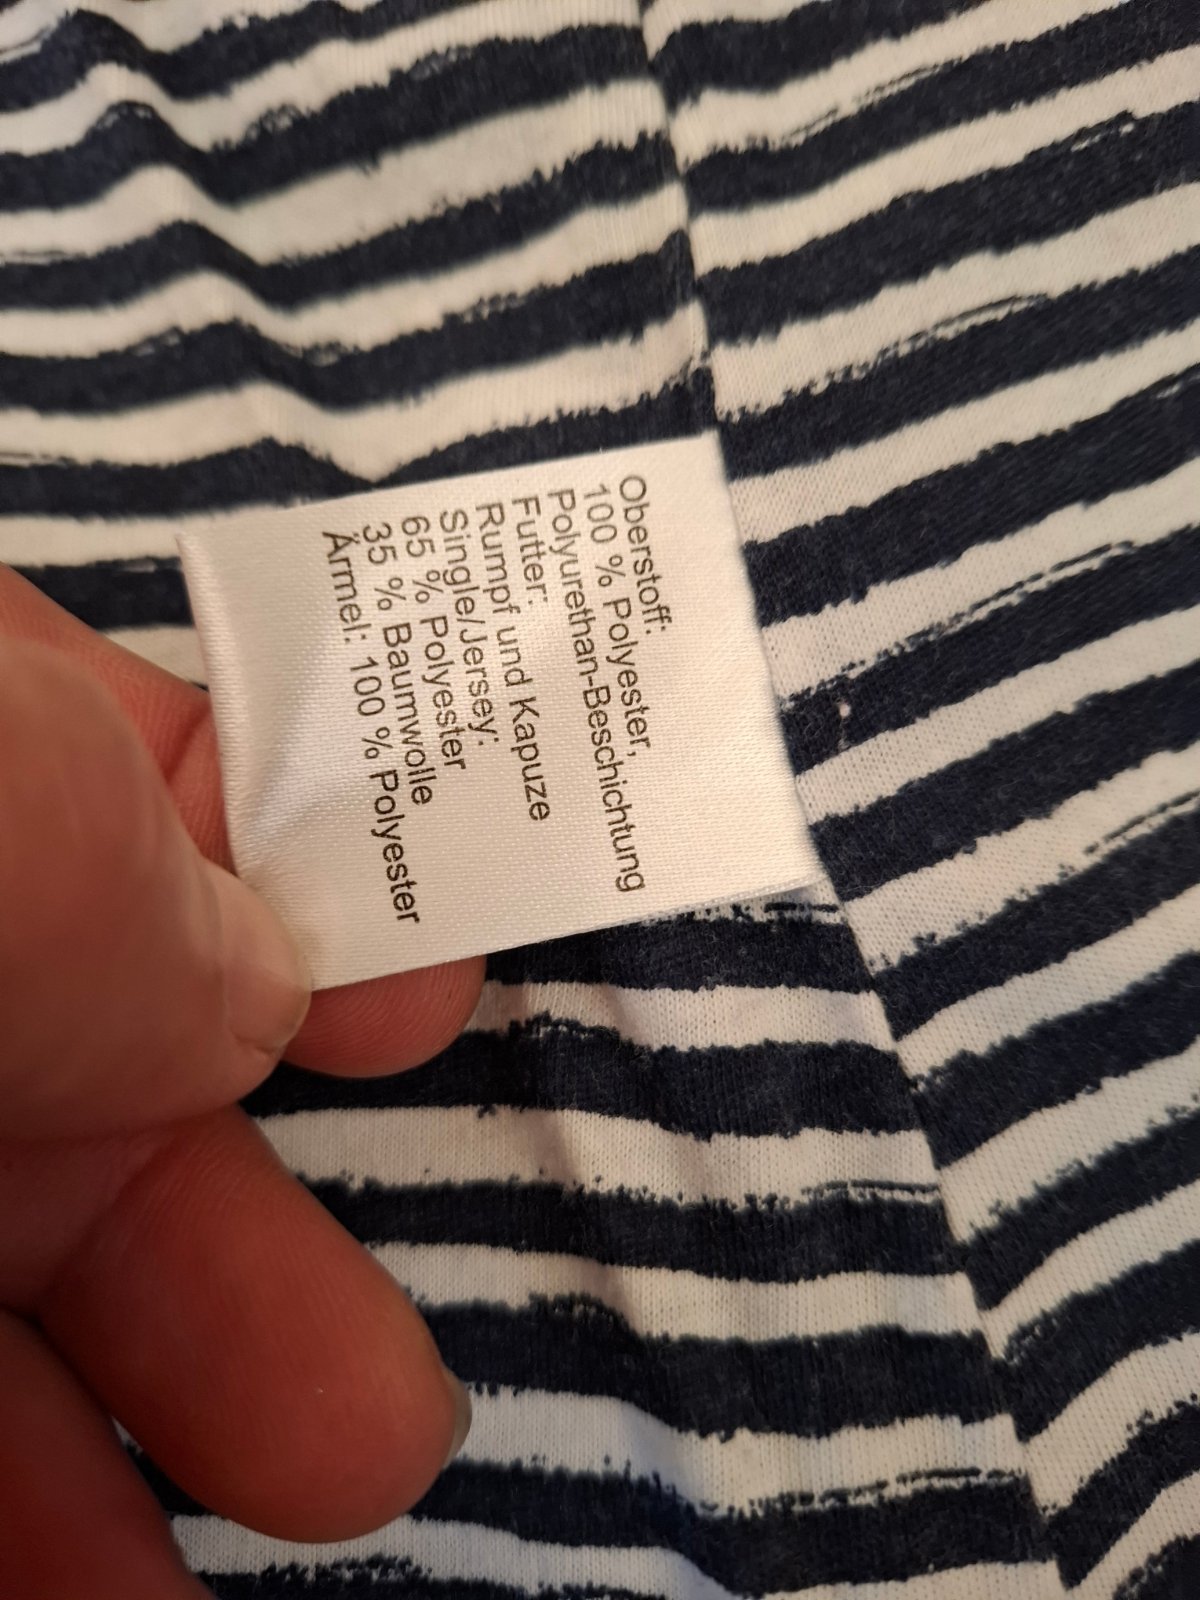 Oberstoff:
100 % Polyester,
Polyurethan-Beschichtung
Futter:
Rumpf und Kapuze
Single/Jersey:
65 % Polyester
35 % Baumwolle
Ärmel: 100 % Polyester